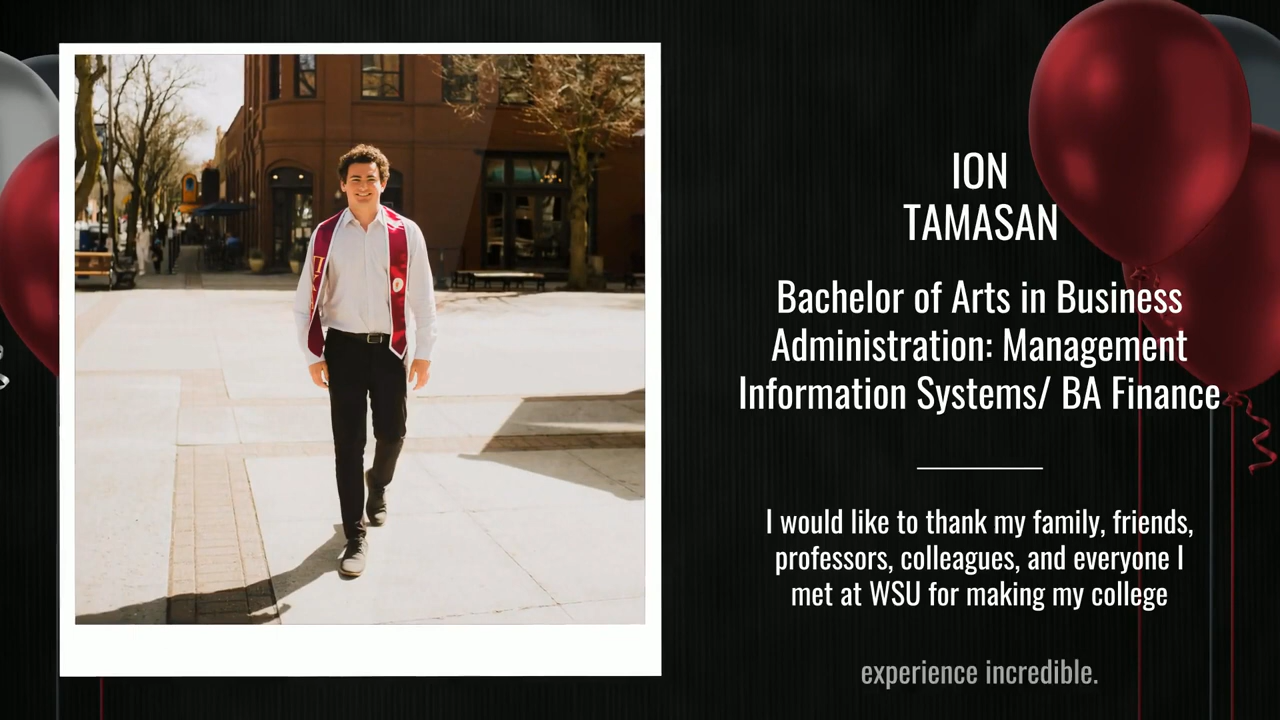 ION
TAMASAN
Bachelor of Arts in Business
Administration: Management
Information Systems/ BA Finance
I would like to thank my family, friends,
professors, colleagues, and everyone I
met at WSU for making my college
experience incredible.